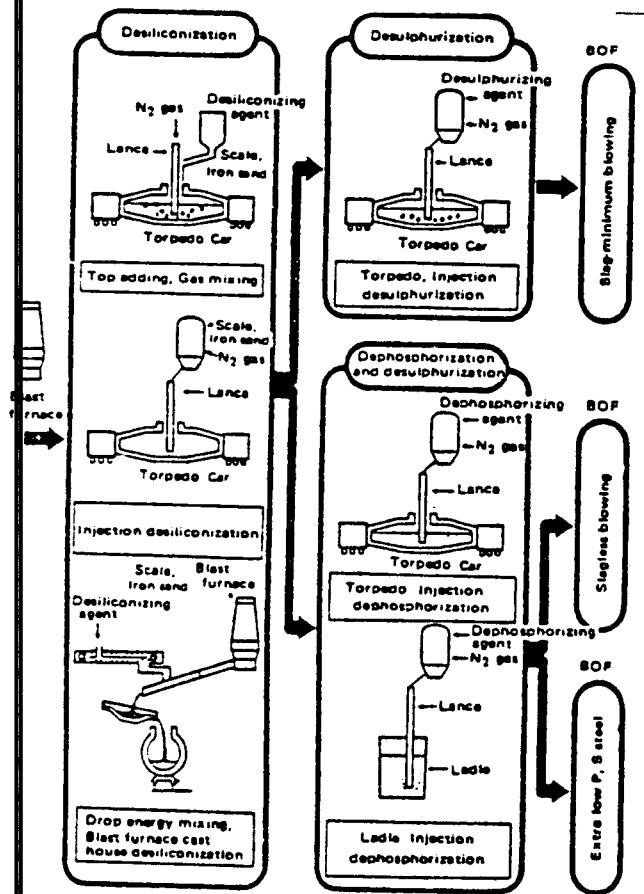 Desiliconization
N2 gas
Desiliconizing
agent
Lance
Scale,
Iron sand
Torpedo Car
Top adding, Gas mixing
Scale,
Iron sand
N2 gas
Lance
Torpedo Car
Injection desiliconization
Scale,
Iron sand
Blast
furnace
Desiliconizing
agent
Drop energy mixing,
Blast furnace cast
house desiliconization
Blast
furnace
Desulphurization
Desulphurizing
agent
N2 gas
Lance
Torpedo Car
Torpedo, Injection
desulphurization
Dephosphorization
and desulphurization
Dephosphorizing
agent
N2 gas
Lance
Torpedo Car
Torpedo Injection
dephosphorization
Dephosphorizing
agent
N2 gas
Lance
Ladle
Ladle Injection
dephosphorization
BOF
Slag-minimum blowing
BOF
Slagless blowing
BOF
Extra low P, S steel